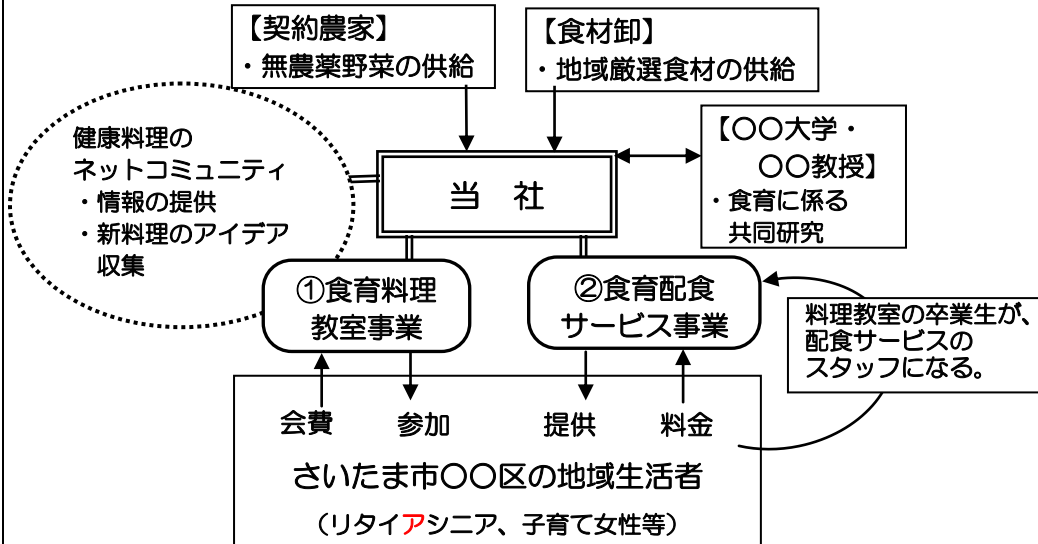 【契約農家】
・無農薬野菜の供給
【食材卸】
・地域厳選食材の供給
【〇〇大学・
〇〇教授】
・食育に係る
共同研究
健康料理の
ネットコミュニティ
・情報の提供
・新料理のアイデア
収集
当 社
①食育料理
教室事業
②食育配食
サービス事業
料理教室の卒業生が、
配食サービスの
スタッフになる。
会費
参加
提供
料金
さいたま市〇〇区の地域生活者
（リタイアシニア、子育て女性等）